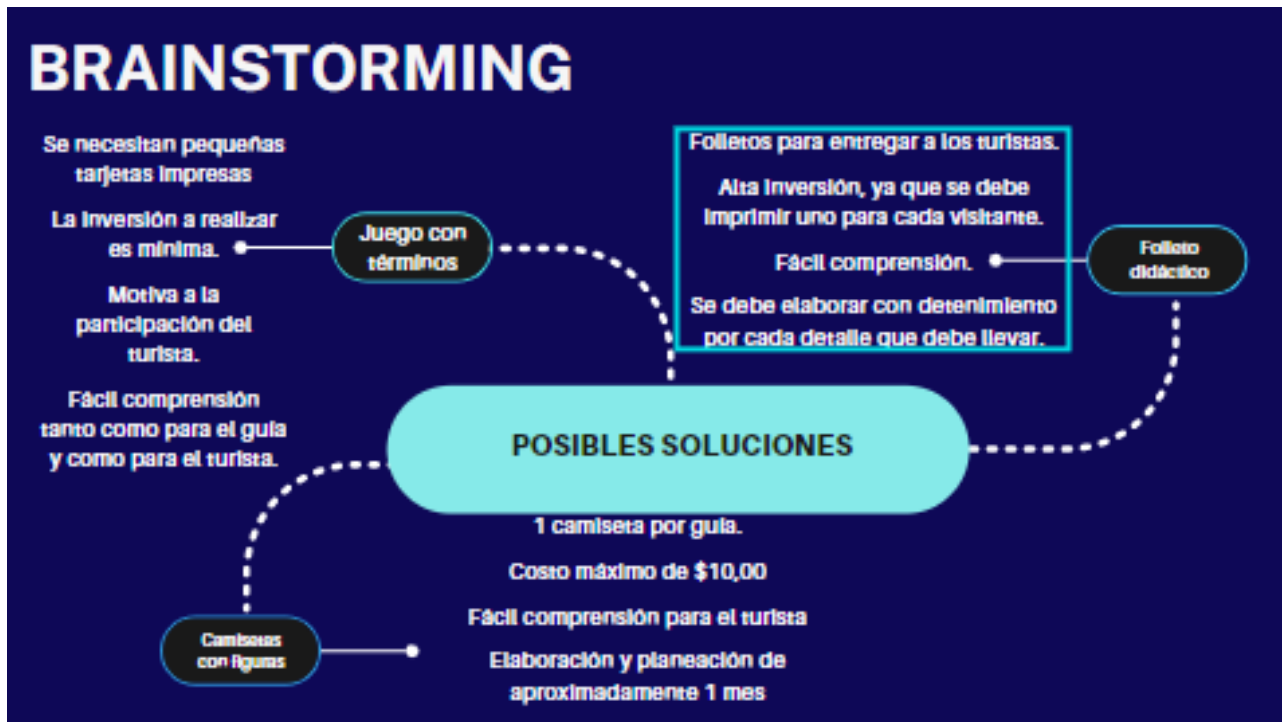 BRAINSTORMING
Se necesitan pequeñas
tarjetas impresas
La inversión a realizar
es mínima.
Motiva a la
participación del
turista.
Fácil comprensión
tanto como para el guía
y como para el turista.
Juego con
términos
Folletos para entregar a los turistas.
Alta inversión, ya que se debe
imprimir uno para cada visitante.
Fácil comprensión.
Se debe elaborar con detenimiento
por cada detalle que debe llevar.
Folleto
didáctico
POSIBLES SOLUCIONES
1 camiseta por guía.
Costo máximo de $10,00
Fácil comprensión para el turista
Elaboración y planeación de
aproximadamente 1 mes
Camisetas
con figuras